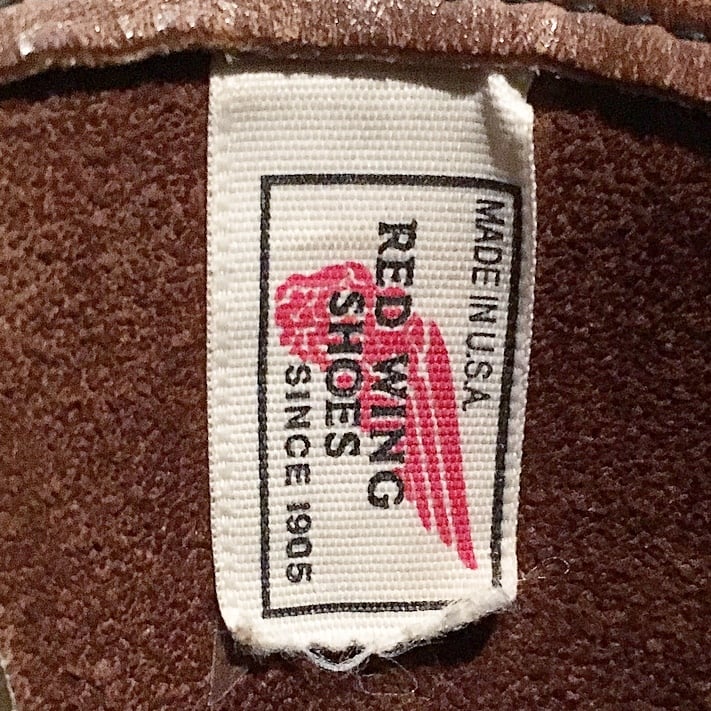 MADE IN U.S.A.
RED WING
SHOES
SINCE 1905